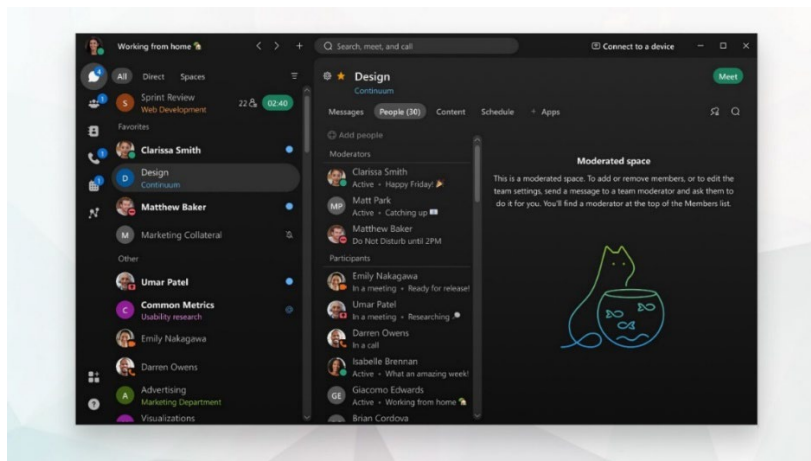 Working from home
Search, meet, and call
Connect to a device
4
All Direct Spaces
1
S
Sprint Review
Web Development
22
02:40
Favorites
Clarissa Smith
1
D
Design
Continuum
1
Matthew Baker
M
Marketing Collateral
Other
Umar Patel
C
Common Metrics
Usability research
Emily Nakagawa
Darren Owens
A
Advertising
Marketing Department
Visualizations
?
Design
Continuum
Meet
Messages People (30) Content Schedule + Apps
Add people
Moderators
Clarissa Smith
Active • Happy Friday!
MP
Matt Park
Active • Catching up
Matthew Baker
Do Not Disturb until 2PM
Participants
Emily Nakagawa
In a meeting • Ready for release!
Umar Patel
In a meeting • Researching
Darren Owens
In a call
Isabelle Brennan
Active • What an amazing week!
GE
Giacomo Edwards
Active • Working from home
Brian Cordova
Moderated space
This is a moderated space. To add or remove members, or to edit the
team settings, send a message to a team moderator and ask them to
do it for you. You'll find a moderator at the top of the Members list.